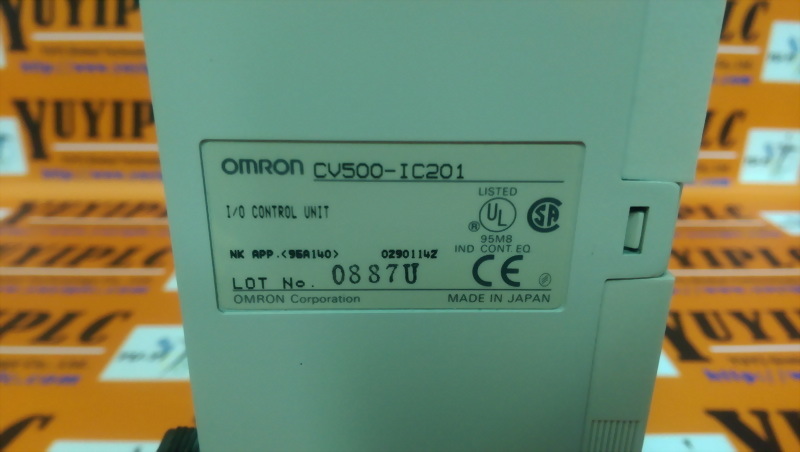 OMRON CV500-IC201
I/O CONTROL UNIT
LISTED
UL
®
95M8
IND CONT. EQ
SA
NK APP.<95A140> 02901142
LOT No. 0887U
CE
OMRON Corporation MADE IN JAPAN
YUYIPLC
YUYIPLC
YUYIPLC
YUYIPLC